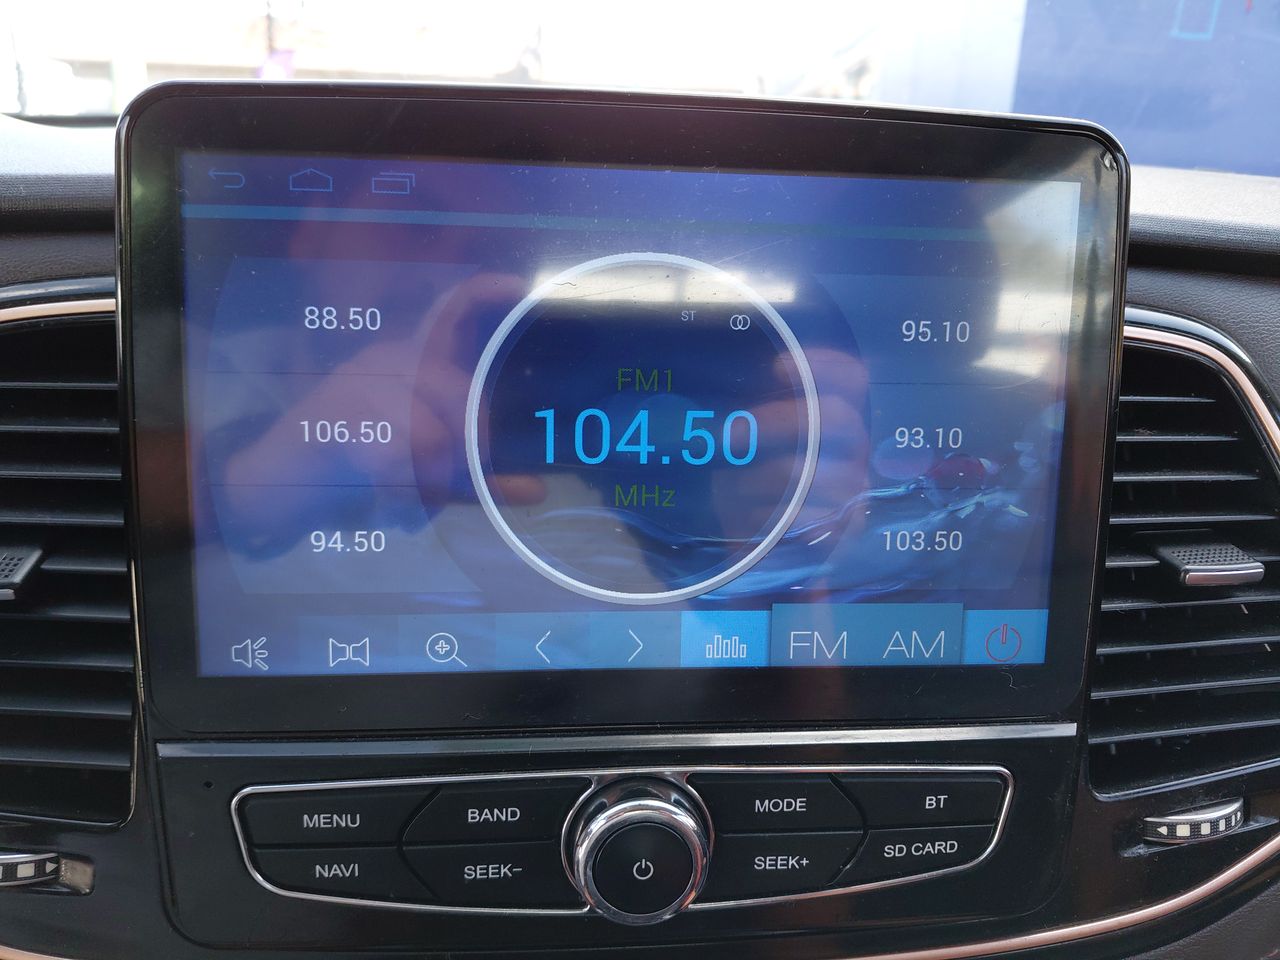 88.50
106.50
94.50
ST
FM1
104.50
MHz
95.10
93.10
103.50
FM AM
MENU
BAND
MODE
BT
NAVI
SEEK-
SEEK+
SD CARD